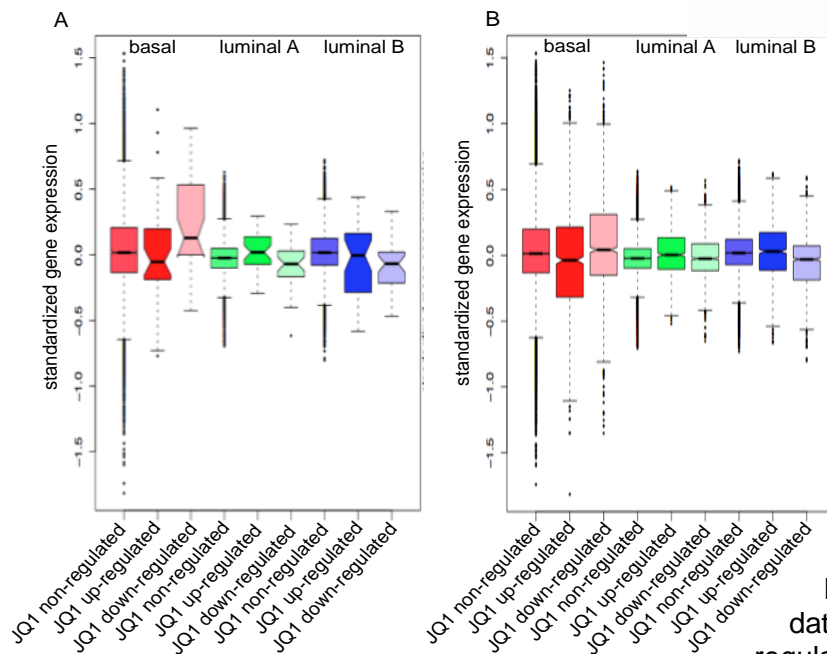 A
basal luminal A luminal B
standardized gene expression
1.5
1.0
0.5
0.0
−0.5
−1.0
−1.5
JQ1 non-regulated
JQ1 up-regulated
JQ1 down-regulated
JQ1 non-regulated
JQ1 up-regulated
JQ1 down-regulated
JQ1 non-regulated
JQ1 up-regulated
JQ1 down-regulated
B
basal luminal A luminal B
standardized gene expression
1.5
1.0
0.5
0.0
−0.5
−1.0
−1.5
JQ1 non-regulated
JQ1 up-regulated
JQ1 down-regulated
JQ1 non-regulated
JQ1 up-regulated
JQ1 down-regulated
JQ1 non-regulated
JQ1 up-regulated
JQ1 down-regulated